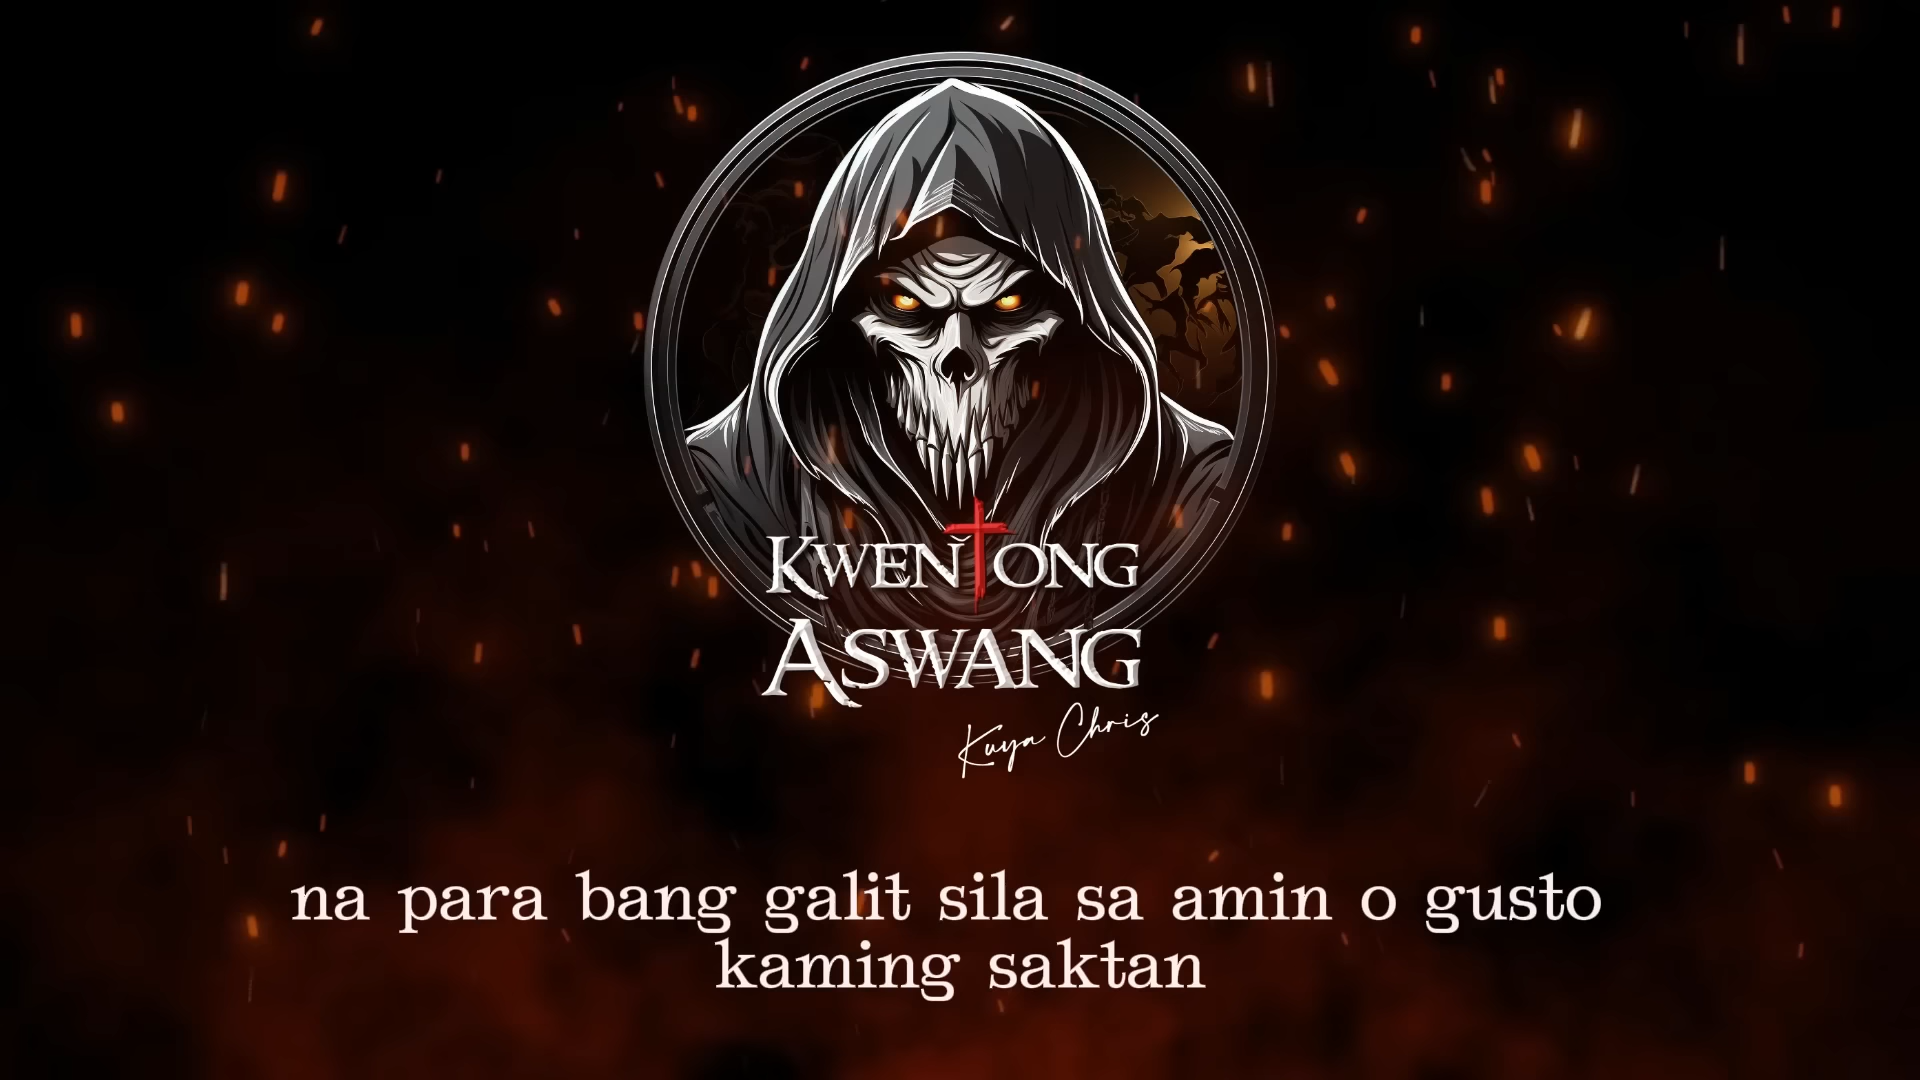 KWENTONG
ASWANG
Kuya Chris
na para bang galit sila sa amin o gusto
kaming saktan